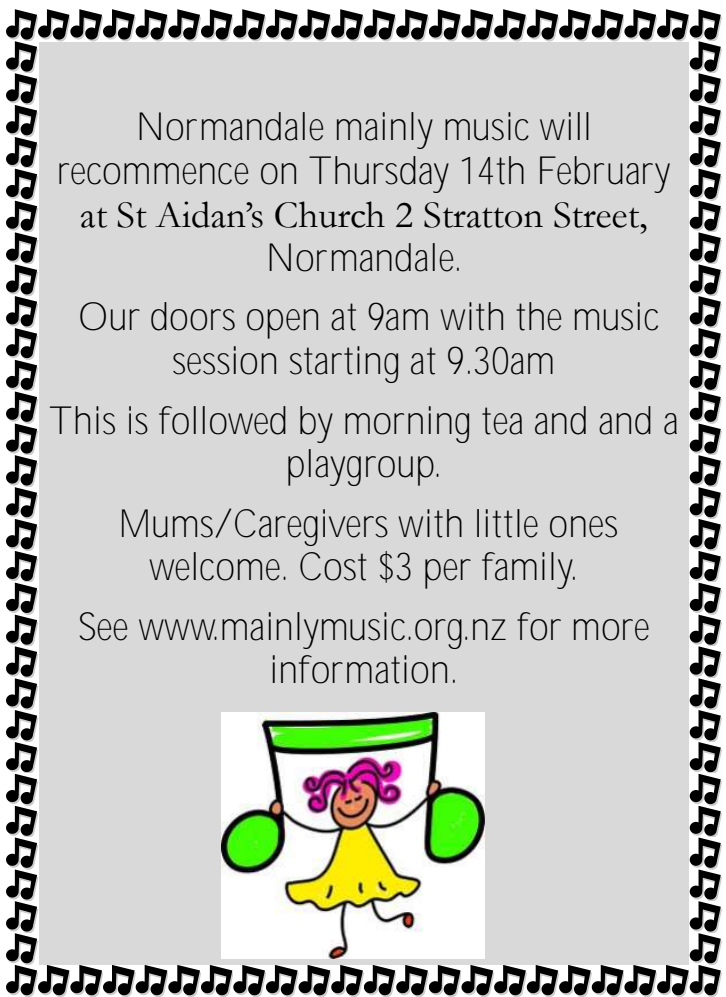 Normandale mainly music will
recommence on Thursday 14th February
at St Aidan’s Church 2 Stratton Street,
Normandale.
Our doors open at 9am with the music
session starting at 9.30am
This is followed by morning tea and and a
playgroup.
Mums/Caregivers with little ones
welcome. Cost $3 per family.
See www.mainlymusic.org.nz for more
information.